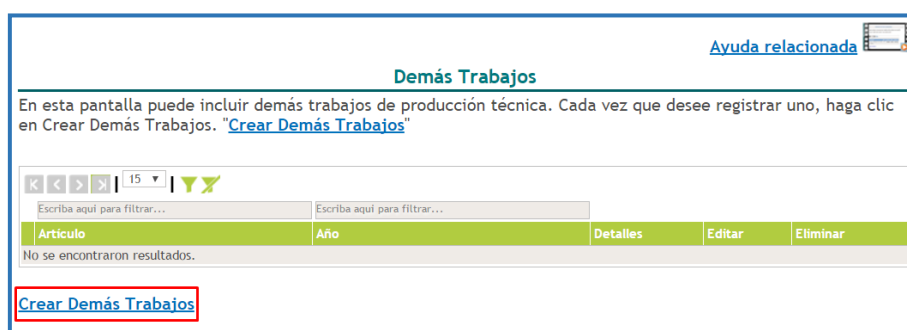 Ayuda relacionada
Demás Trabajos
En esta pantalla puede incluir demás trabajos de producción técnica. Cada vez que desee registrar uno, haga clic
en Crear Demás Trabajos. "Crear Demás Trabajos"
15
Escriba aqui para filtrar... Escriba aqui para filtrar...
Artículo Año Detalles Editar Eliminar
No se encontraron resultados.
Crear Demás Trabajos